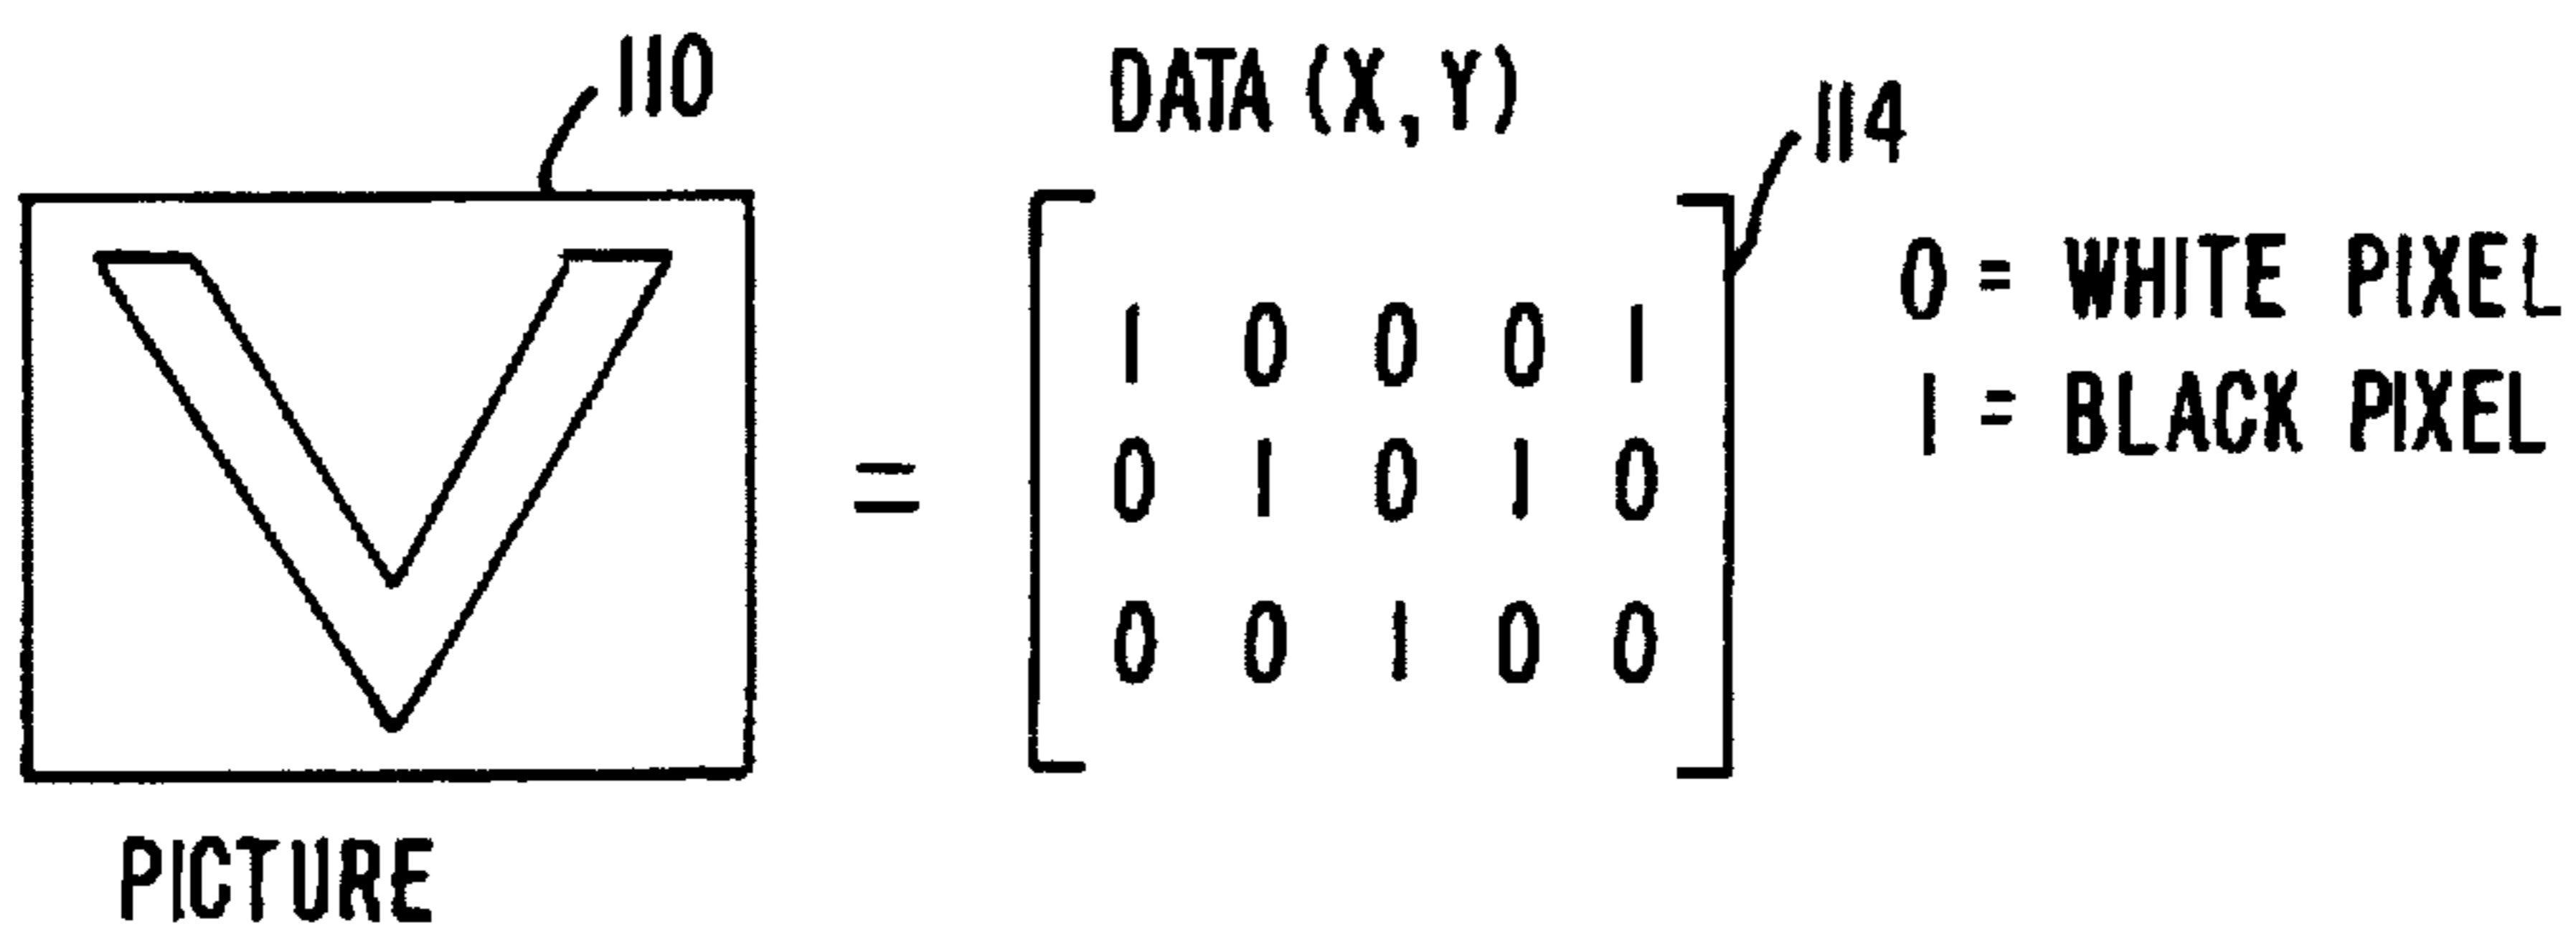 110
DATA (X, Y)
114
0 = WHITE PIXEL
1 = BLACK PIXEL
1 0 0 0 1
0 1 0 1 0
0 0 1 0 0
=
PICTURE